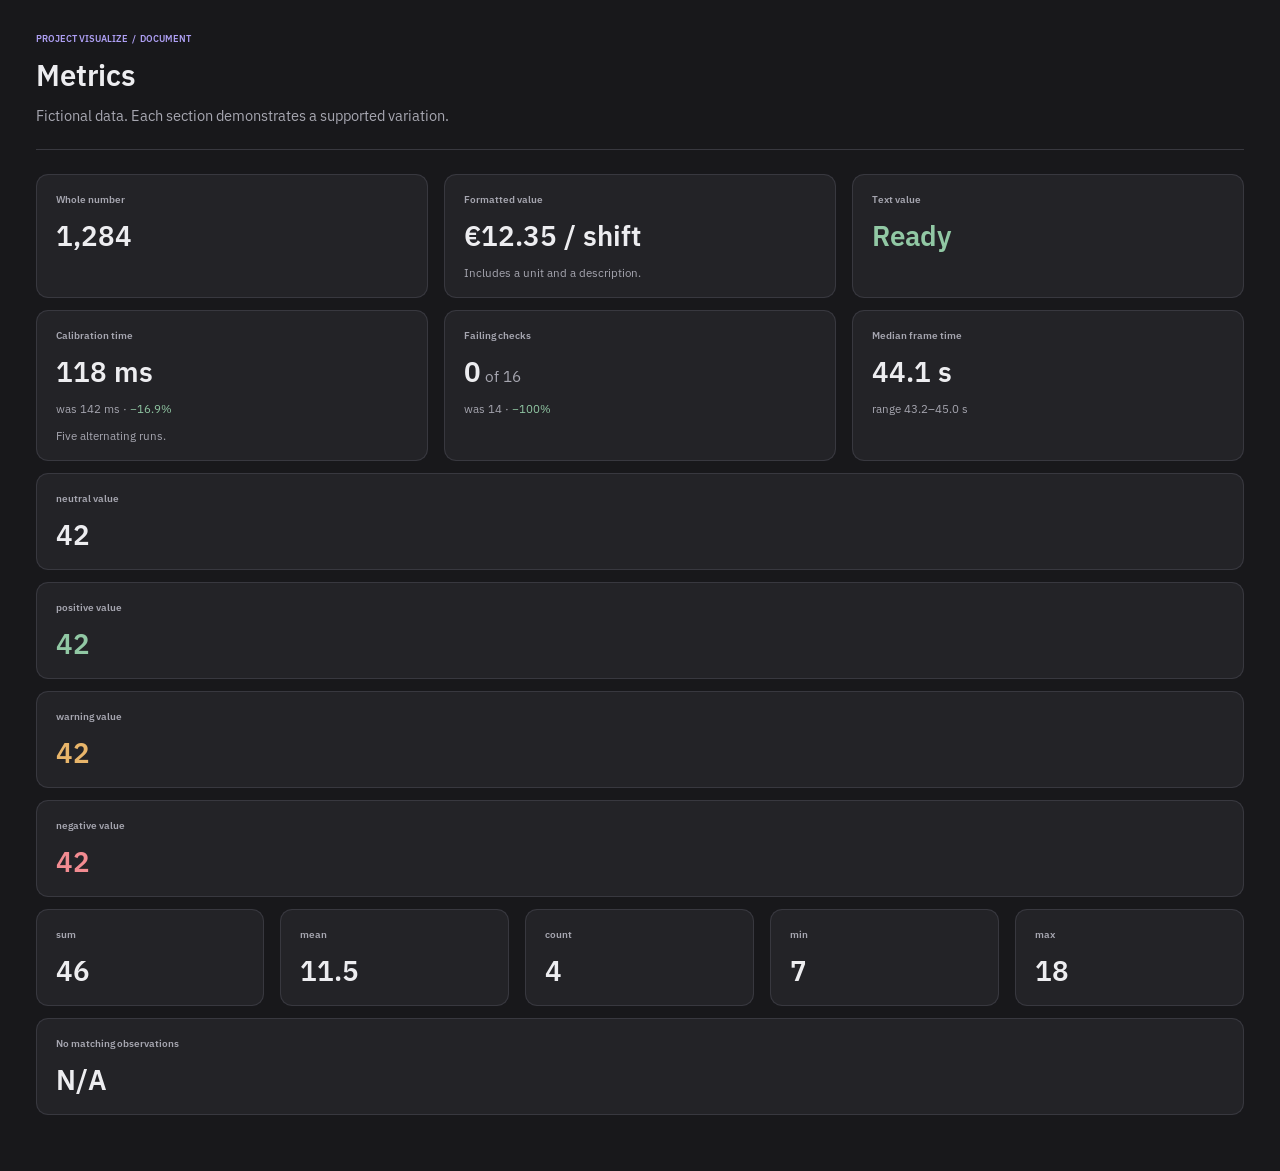 PROJECT VISUALIZE / DOCUMENT
Metrics
Fictional data. Each section demonstrates a supported variation.
Whole number
1,284
Formatted value
€12.35 / shift
Includes a unit and a description.
Text value
Ready
Calibration time
118 ms
was 142 ms · −16.9%
Five alternating runs.
Failing checks
0 of 16
was 14 · −100%
Median frame time
44.1 s
range 43.2–45.0 s
neutral value
42
positive value
42
warning value
42
negative value
42
sum
46
mean
11.5
count
4
min
7
max
18
No matching observations
N/A